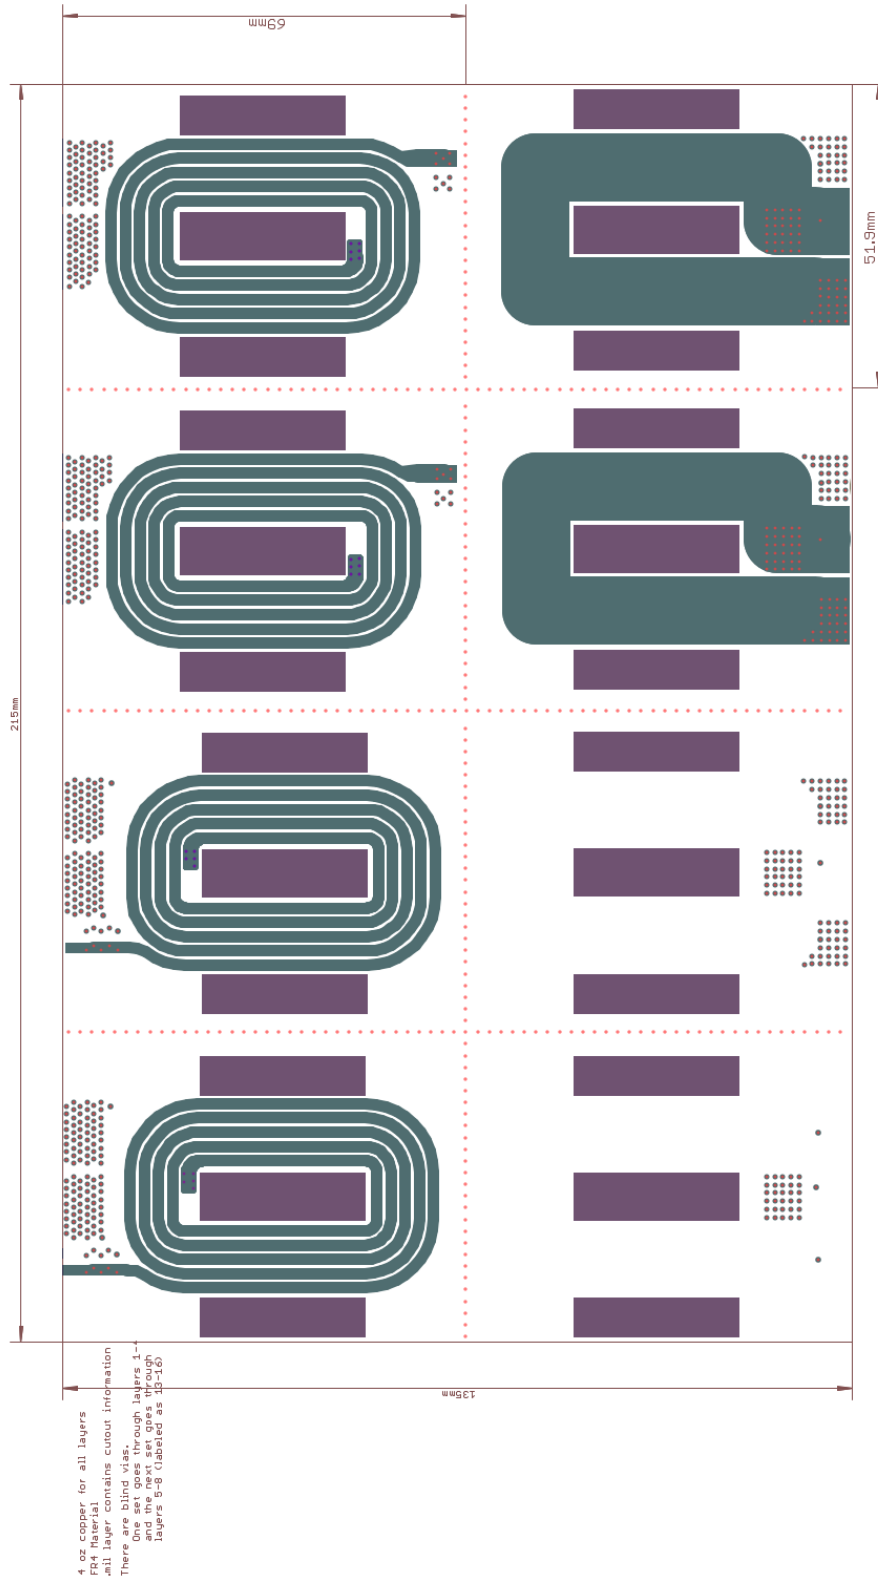 69mm
51.9mm
215mm
135mm
4 oz copper for all layers
FR4 Material
.mil layer contains cutout information
There are blind vias.
One set goes through layers 1-
and the next set goes through
layers 5-8 (labeled as 13-16)